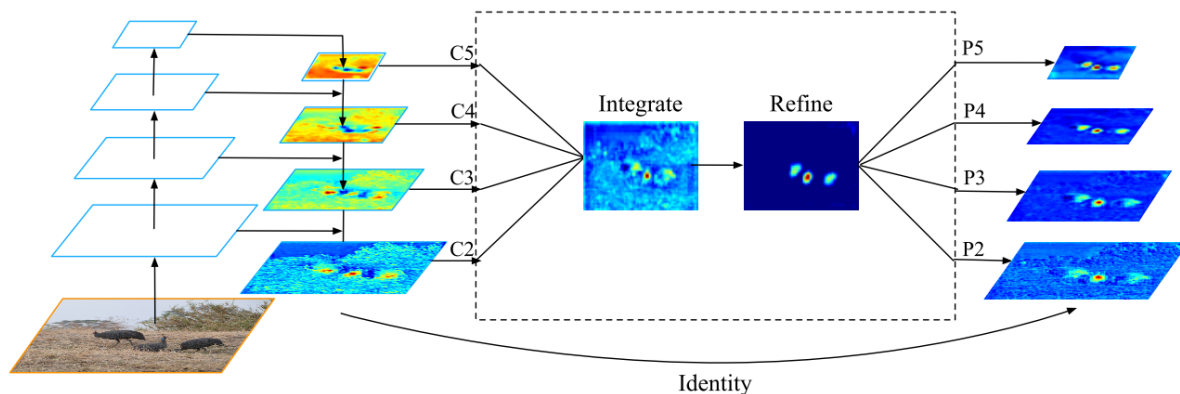 C5
C4
C3
C2
Integrate
Refine
P5
P4
P3
P2
Identity